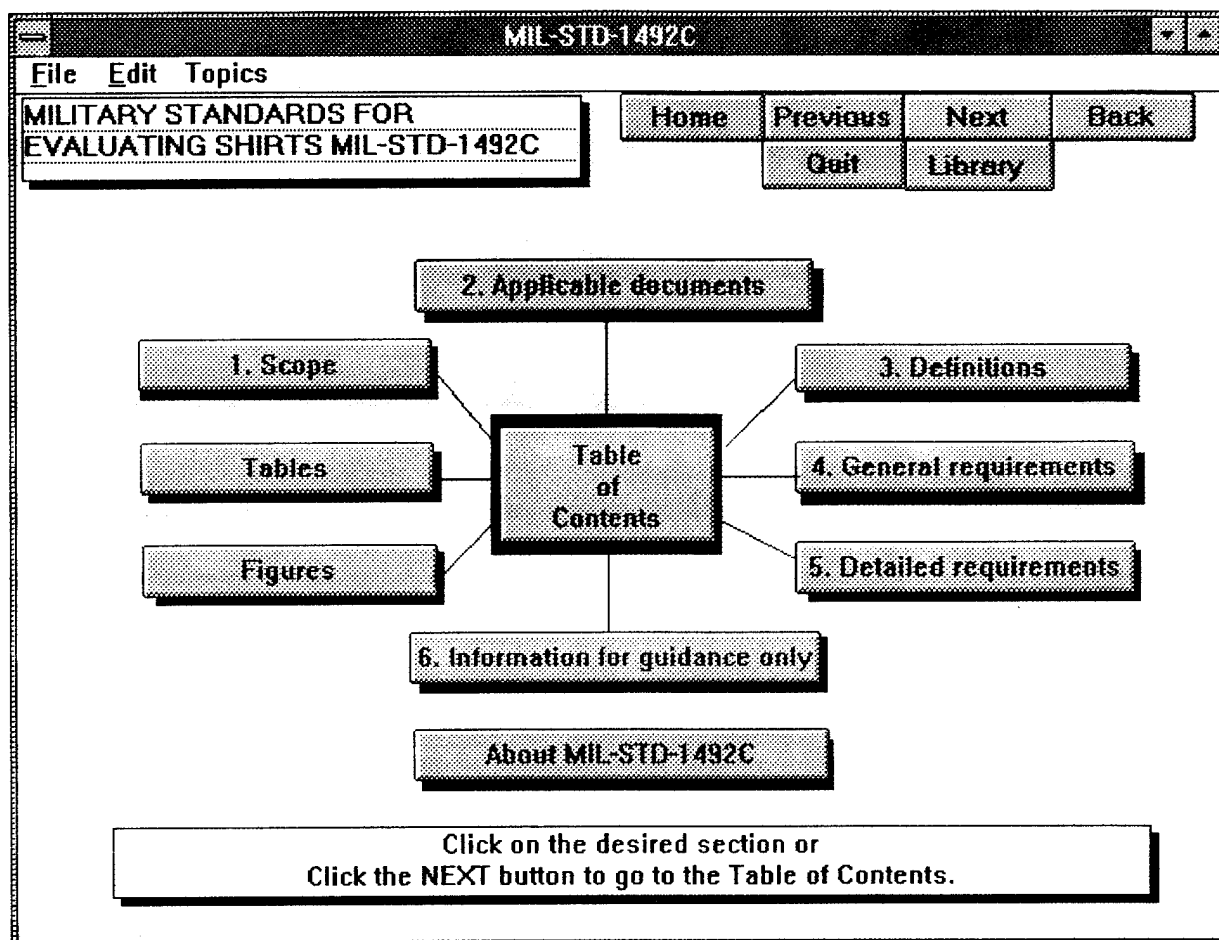 MIL-STD-1492C
File Edit Topics
MILITARY STANDARDS FOR
EVALUATING SHIRTS MIL-STD-1492C
Home Previous Next Back
Quit Library
2. Applicable documents
1. Scope
3. Definitions
Tables
Table
of
Contents
4. General requirements
Figures
5. Detailed requirements
6. Information for guidance only
About MIL-STD-1492C
Click on the desired section or
Click the NEXT button to go to the Table of Contents.